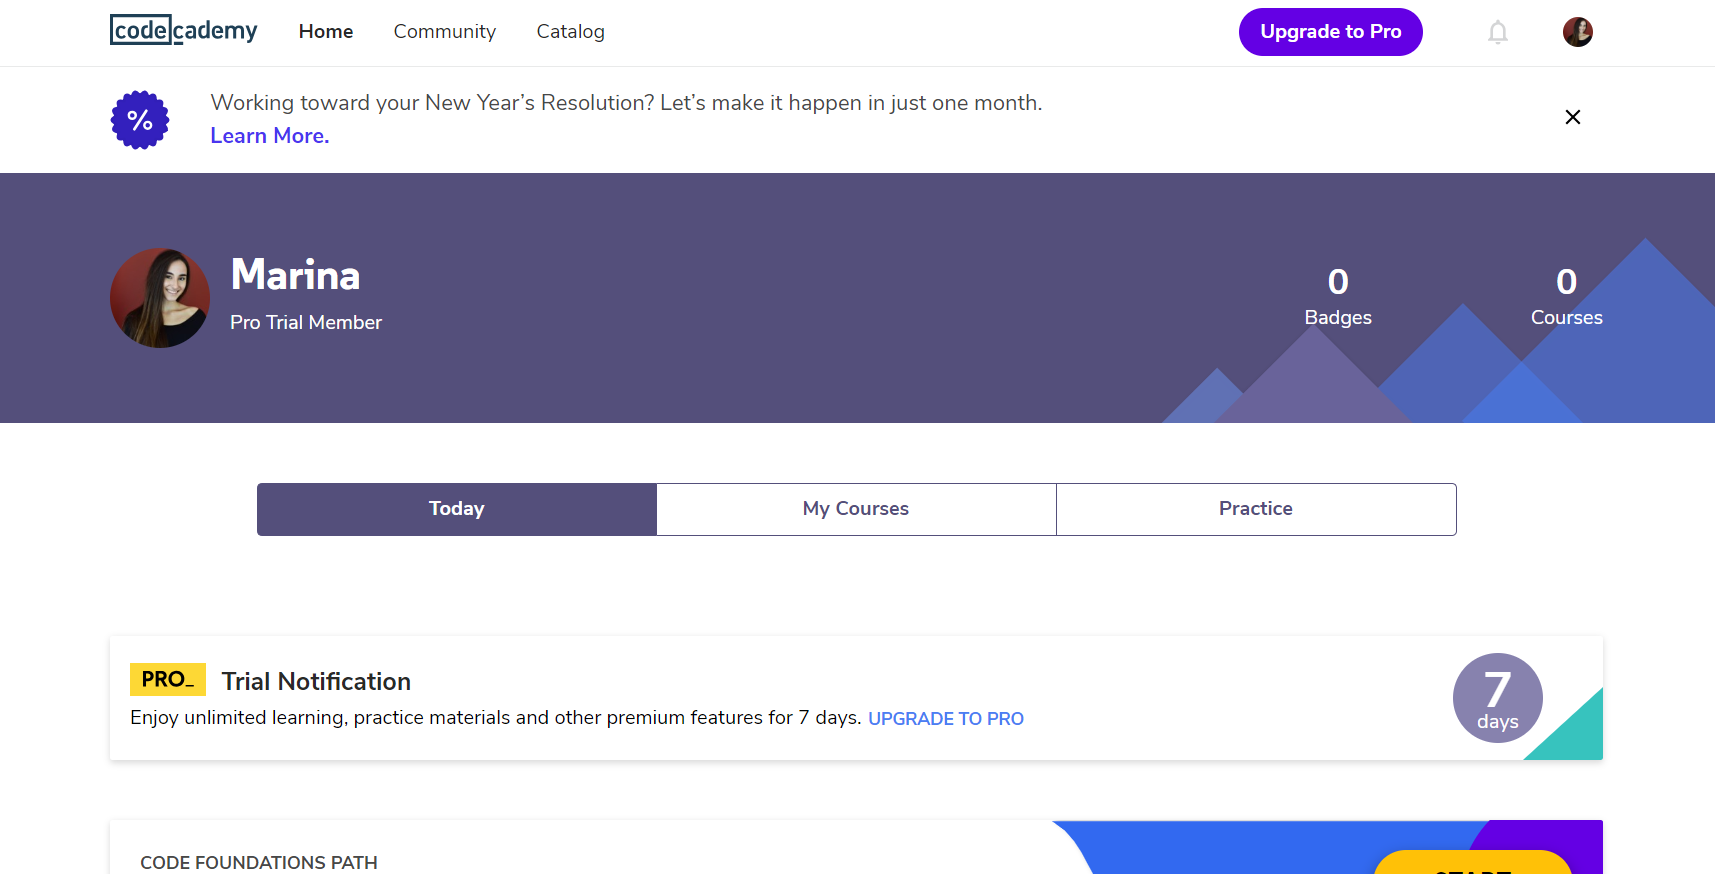 codecademy
Home
Community
Catalog
Upgrade to Pro
%
Working toward your New Year's Resolution? Let's make it happen in just one month.
Learn More.
Marina
Pro Trial Member
0
Badges
0
Courses
Today
My Courses
Practice
PRO_
Trial Notification
Enjoy unlimited learning, practice materials and other premium features for 7 days. UPGRADE TO PRO
7
days
CODE FOUNDATIONS PATH
START